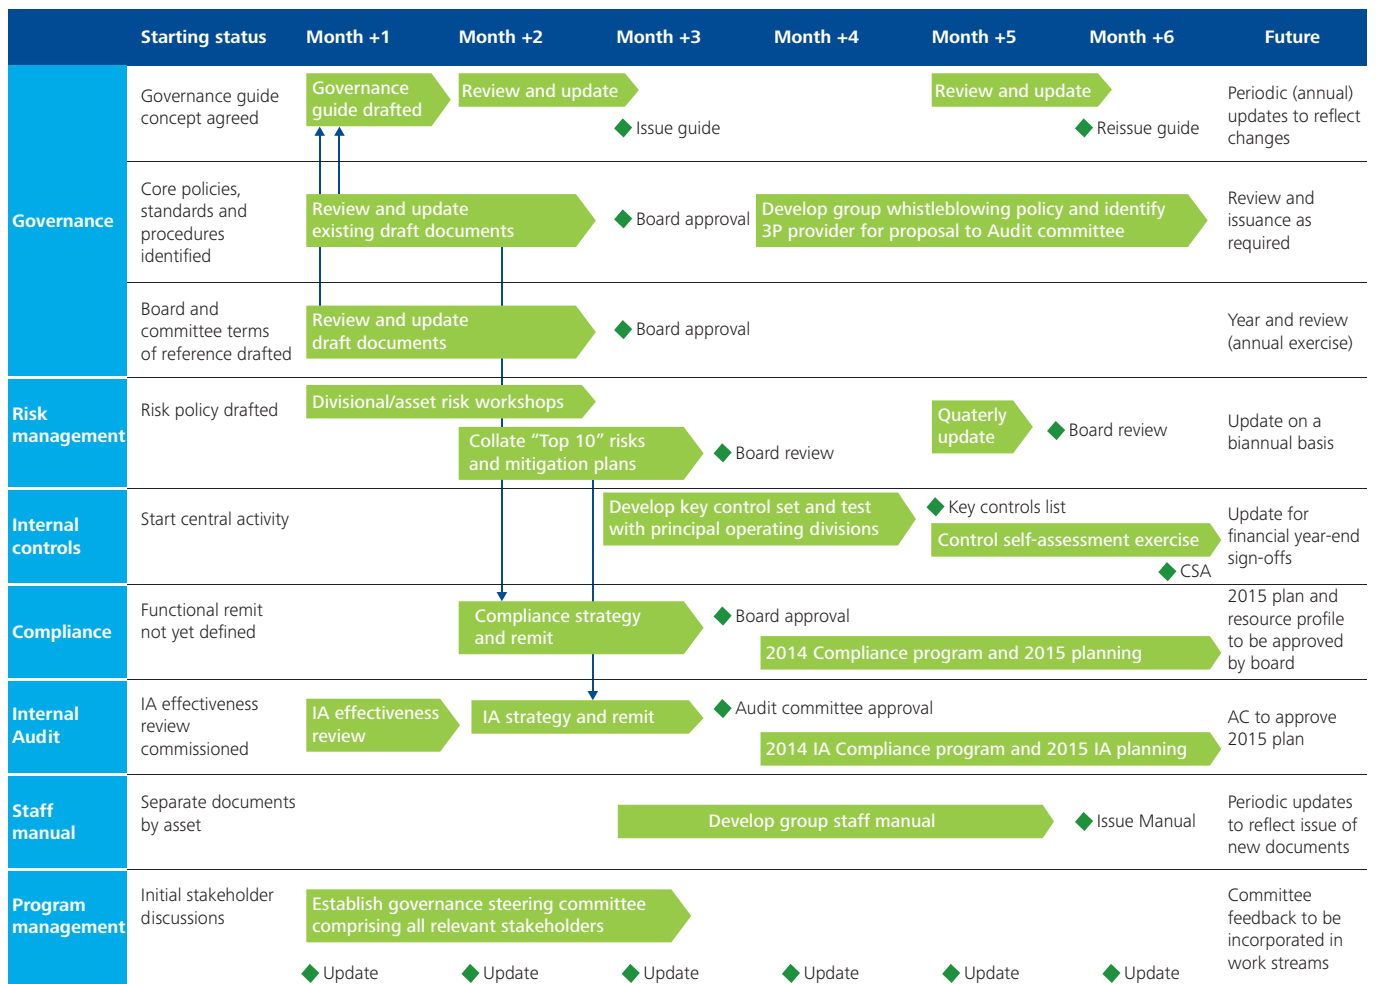 Starting status
Month +1
Month +2
Month +3
Month +4
Month +5
Month +6
Future
Governance
Governance guide
concept agreed
Governance
guide drafted
Review and update
Issue guide
Review and update
Reissue guide
Periodic (annual)
updates to reflect
changes
Core policies,
standards and
procedures
identified
Review and update
existing draft documents
Board approval
Develop group whistleblowing policy and identify
3P provider for proposal to Audit committee
Review and
issuance as
required
Board and
committee terms
of reference drafted
Review and update
draft documents
Board approval
Year and review
(annual exercise)
Risk
management
Risk policy drafted
Divisional/asset risk workshops
Collate “Top 10” risks
and mitigation plans
Board review
Quaterly
update
Board review
Update on a
biannual basis
Internal
controls
Start central activity
Develop key control set and test
with principal operating divisions
Key controls list
Control self-assessment exercise
CSA
Update for
financial year-end
sign-offs
Compliance
Functional remit
not yet defined
Compliance strategy
and remit
Board approval
2014 Compliance program and 2015 planning
2015 plan and
resource profile
to be approved
by board
Internal
Audit
IA effectiveness
review
commissioned
IA effectiveness
review
IA strategy and remit
Audit committee approval
2014 IA Compliance program and 2015 IA planning
AC to approve
2015 plan
Staff
manual
Separate documents
by asset
Develop group staff manual
Issue Manual
Periodic updates
to reflect issue of
new documents
Program
management
Initial stakeholder
discussions
Establish governance steering committee
comprising all relevant stakeholders
Update
Update
Update
Update
Update
Update
Committee
feedback to be
incorporated in
work streams